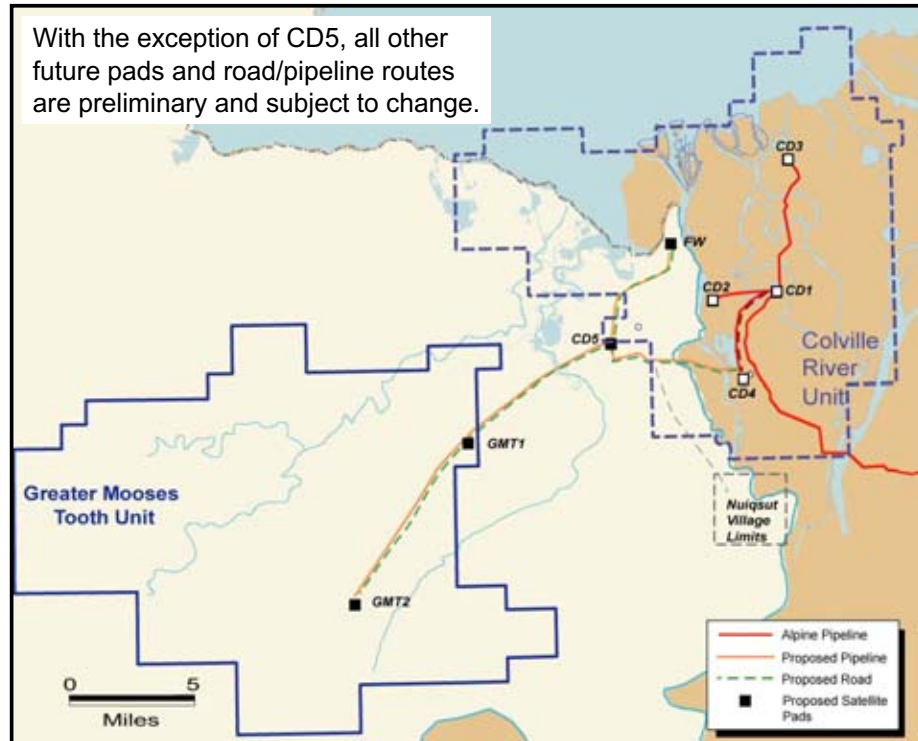 With the exception of CD5, all other
future pads and road/pipeline routes
are preliminary and subject to change.
CD3
FW
CD2
CD1
CD5
CD4
Colville
River
Unit
GMT1
Greater Mooses
Tooth Unit
Nuiqsut
Village
Limits
GMT2
0 5
Miles
Alpine Pipeline
Proposed Pipeline
Proposed Road
Proposed Satellite
Pads